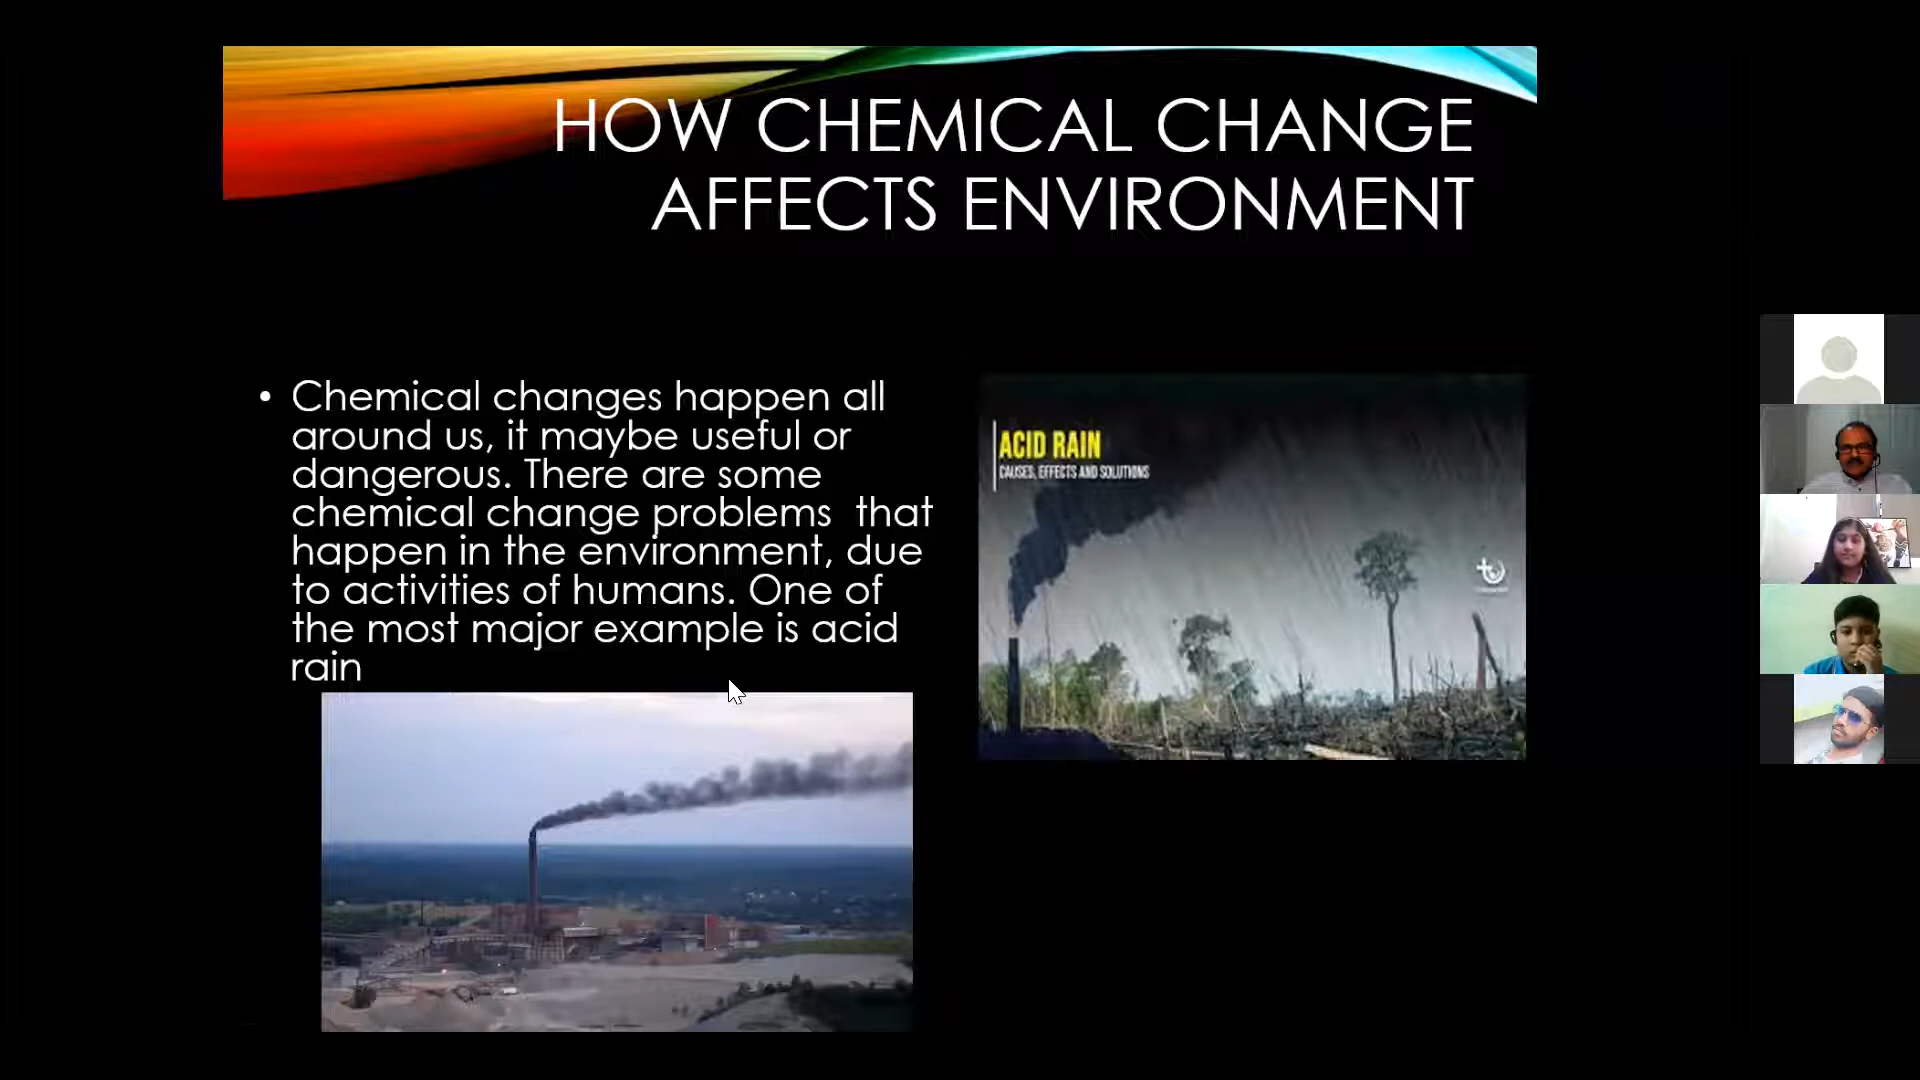 HOW CHEMICAL CHANGE
AFFECTS ENVIRONMENT
• Chemical changes happen all
around us, it maybe useful or
dangerous. There are some
chemical change problems  that
happen in the environment, due
to activities of humans. One of
the most major example is acid
rain
ACID RAIN
CAUSES, EFFECTS AND SOLUTIONS